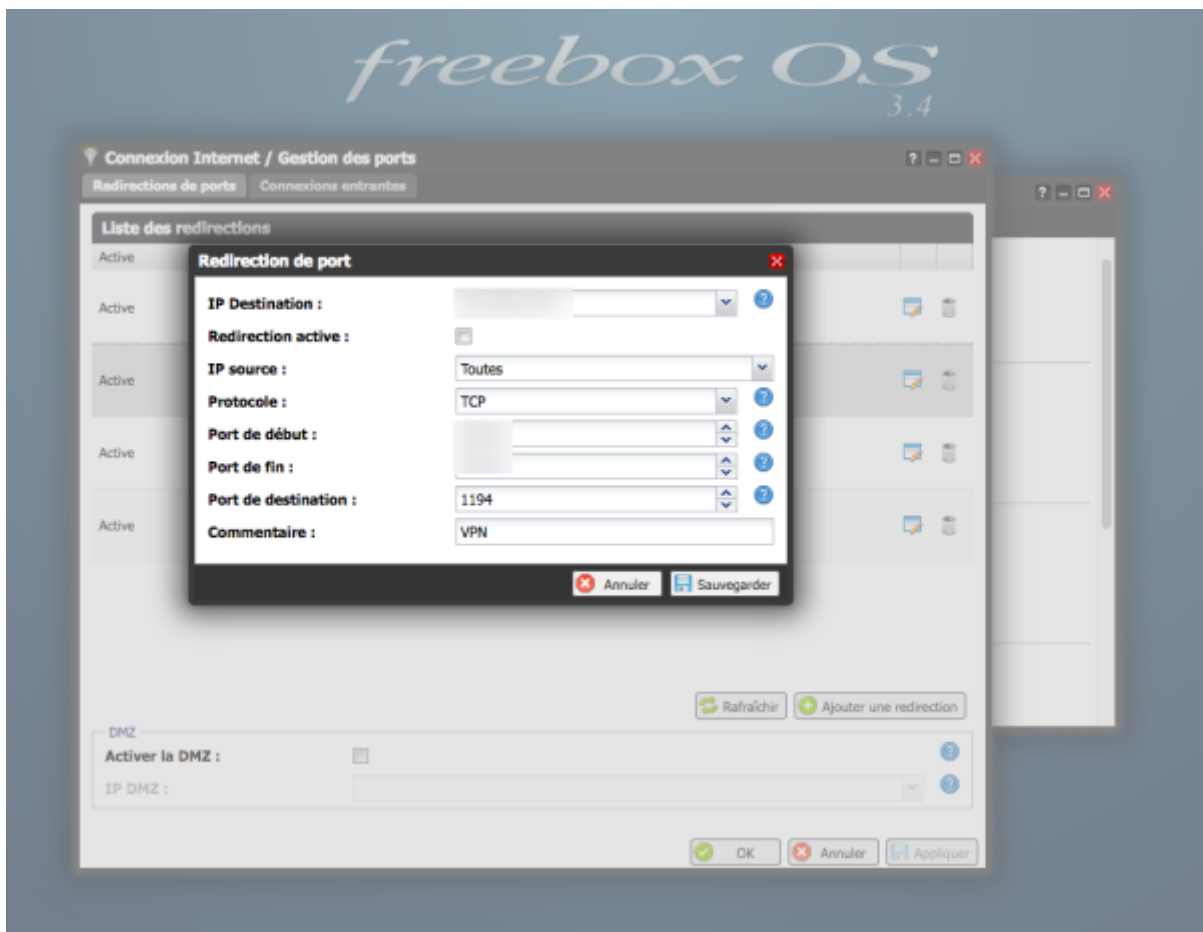 freebox OS
3.4
Connexion Internet / Gestion des ports
Redirections de ports Connexions entrantes
Liste des redirections
Active
Redirection de port
IP Destination :
Active
Redirection active :
IP source : Toutes
Active
Protocole : TCP
Port de début :
Active
Port de fin :
Port de destination : 1194
Active
Commentaire : VPN
Annuler Sauvegarder
Rafraîchir Ajouter une redirection
DMZ
Activer la DMZ :
IP DMZ :
OK Annuler Appliquer